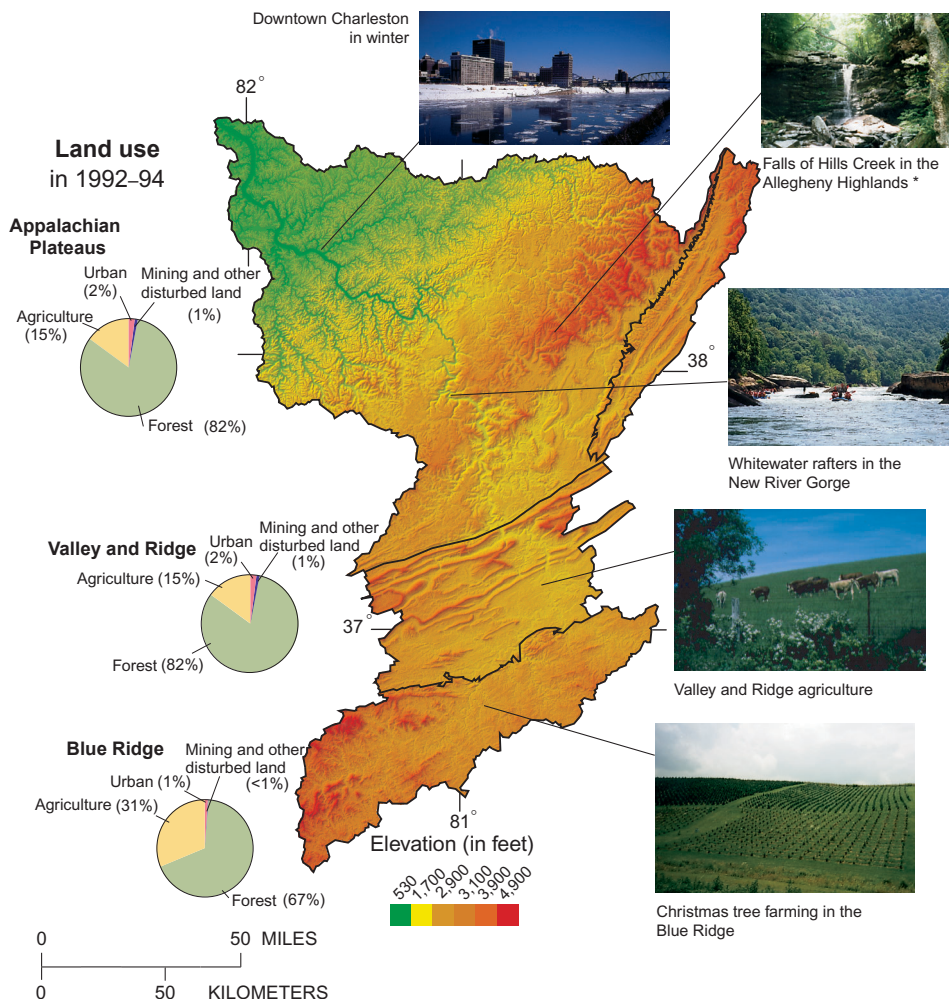 Downtown Charleston
in winter
82°
Land use
in 1992–94
Falls of Hills Creek in the
Allegheny Highlands *
Appalachian
Plateaus
Urban
(2%)
Mining and other
disturbed land
(1%)
Agriculture
(15%)
Forest (82%)
38°
Whitewater rafters in the
New River Gorge
Valley and Ridge
Urban
(2%)
Mining and other
disturbed land
(1%)
Agriculture (15%)
Forest (82%)
37°
Valley and Ridge agriculture
Blue Ridge
Mining and other
disturbed land
(<1%)
Urban (1%)
Agriculture (31%)
Forest (67%)
81°
Elevation (in feet)
530
1,700
2,900
3,100
3,900
4,900
Christmas tree farming in the
Blue Ridge
0 50 MILES
0 50 KILOMETERS